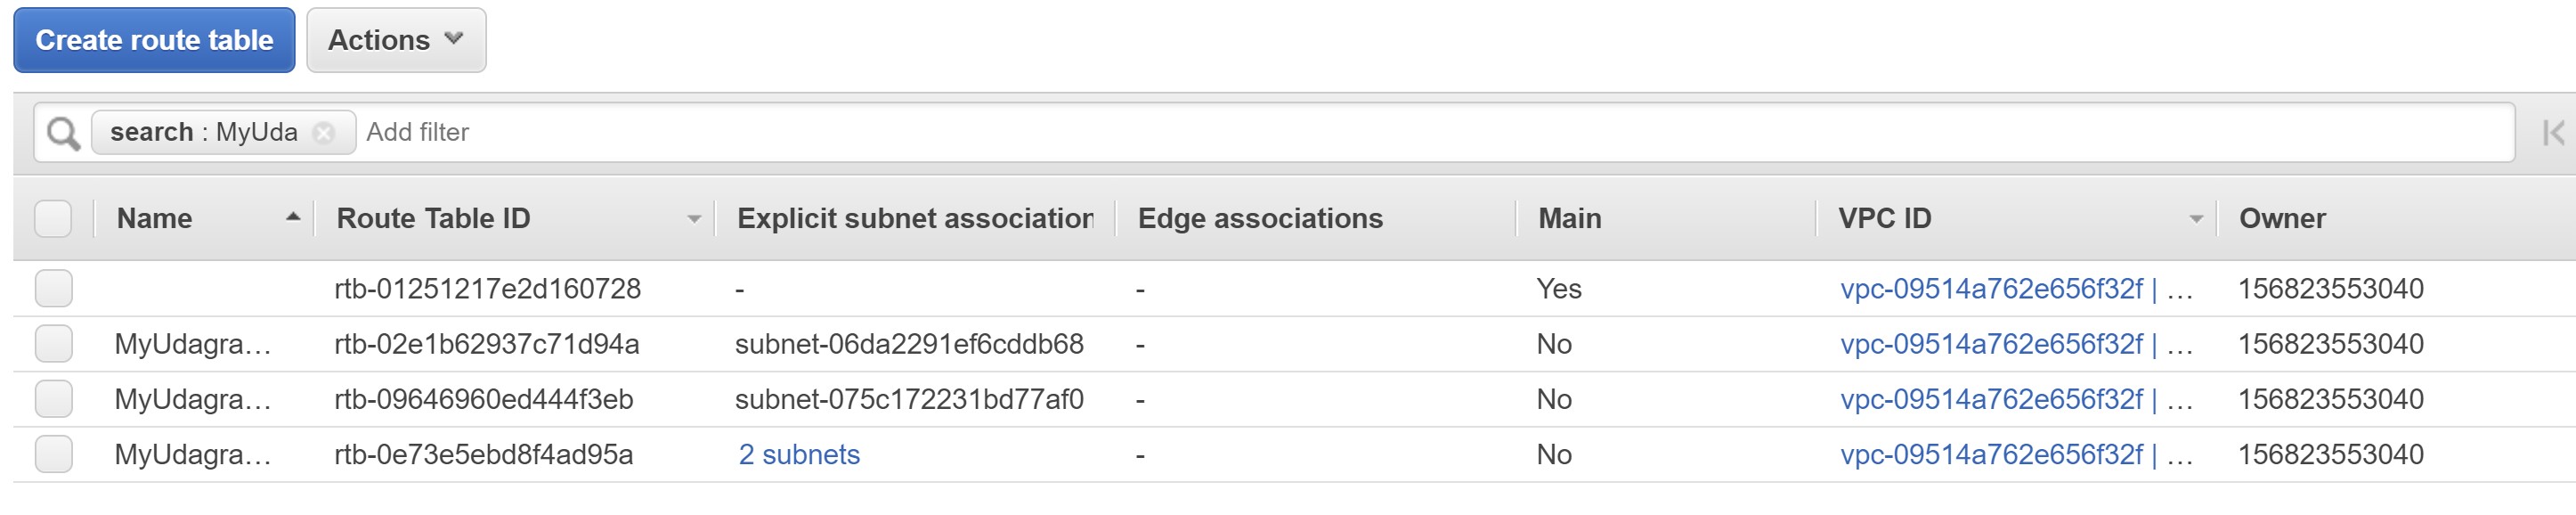 Create route table Actions
search : MyUda Add filter
Name Route Table ID Explicit subnet association Edge associations Main VPC ID Owner
rtb-01251217e2d160728 - - Yes vpc-09514a762e656f32f | … 156823553040
MyUdagra… rtb-02e1b62937c71d94a subnet-06da2291ef6cddb68 - No vpc-09514a762e656f32f | … 156823553040
MyUdagra… rtb-09646960ed444f3eb subnet-075c172231bd77af0 - No vpc-09514a762e656f32f | … 156823553040
MyUdagra… rtb-0e73e5ebd8f4ad95a 2 subnets - No vpc-09514a762e656f32f | … 156823553040